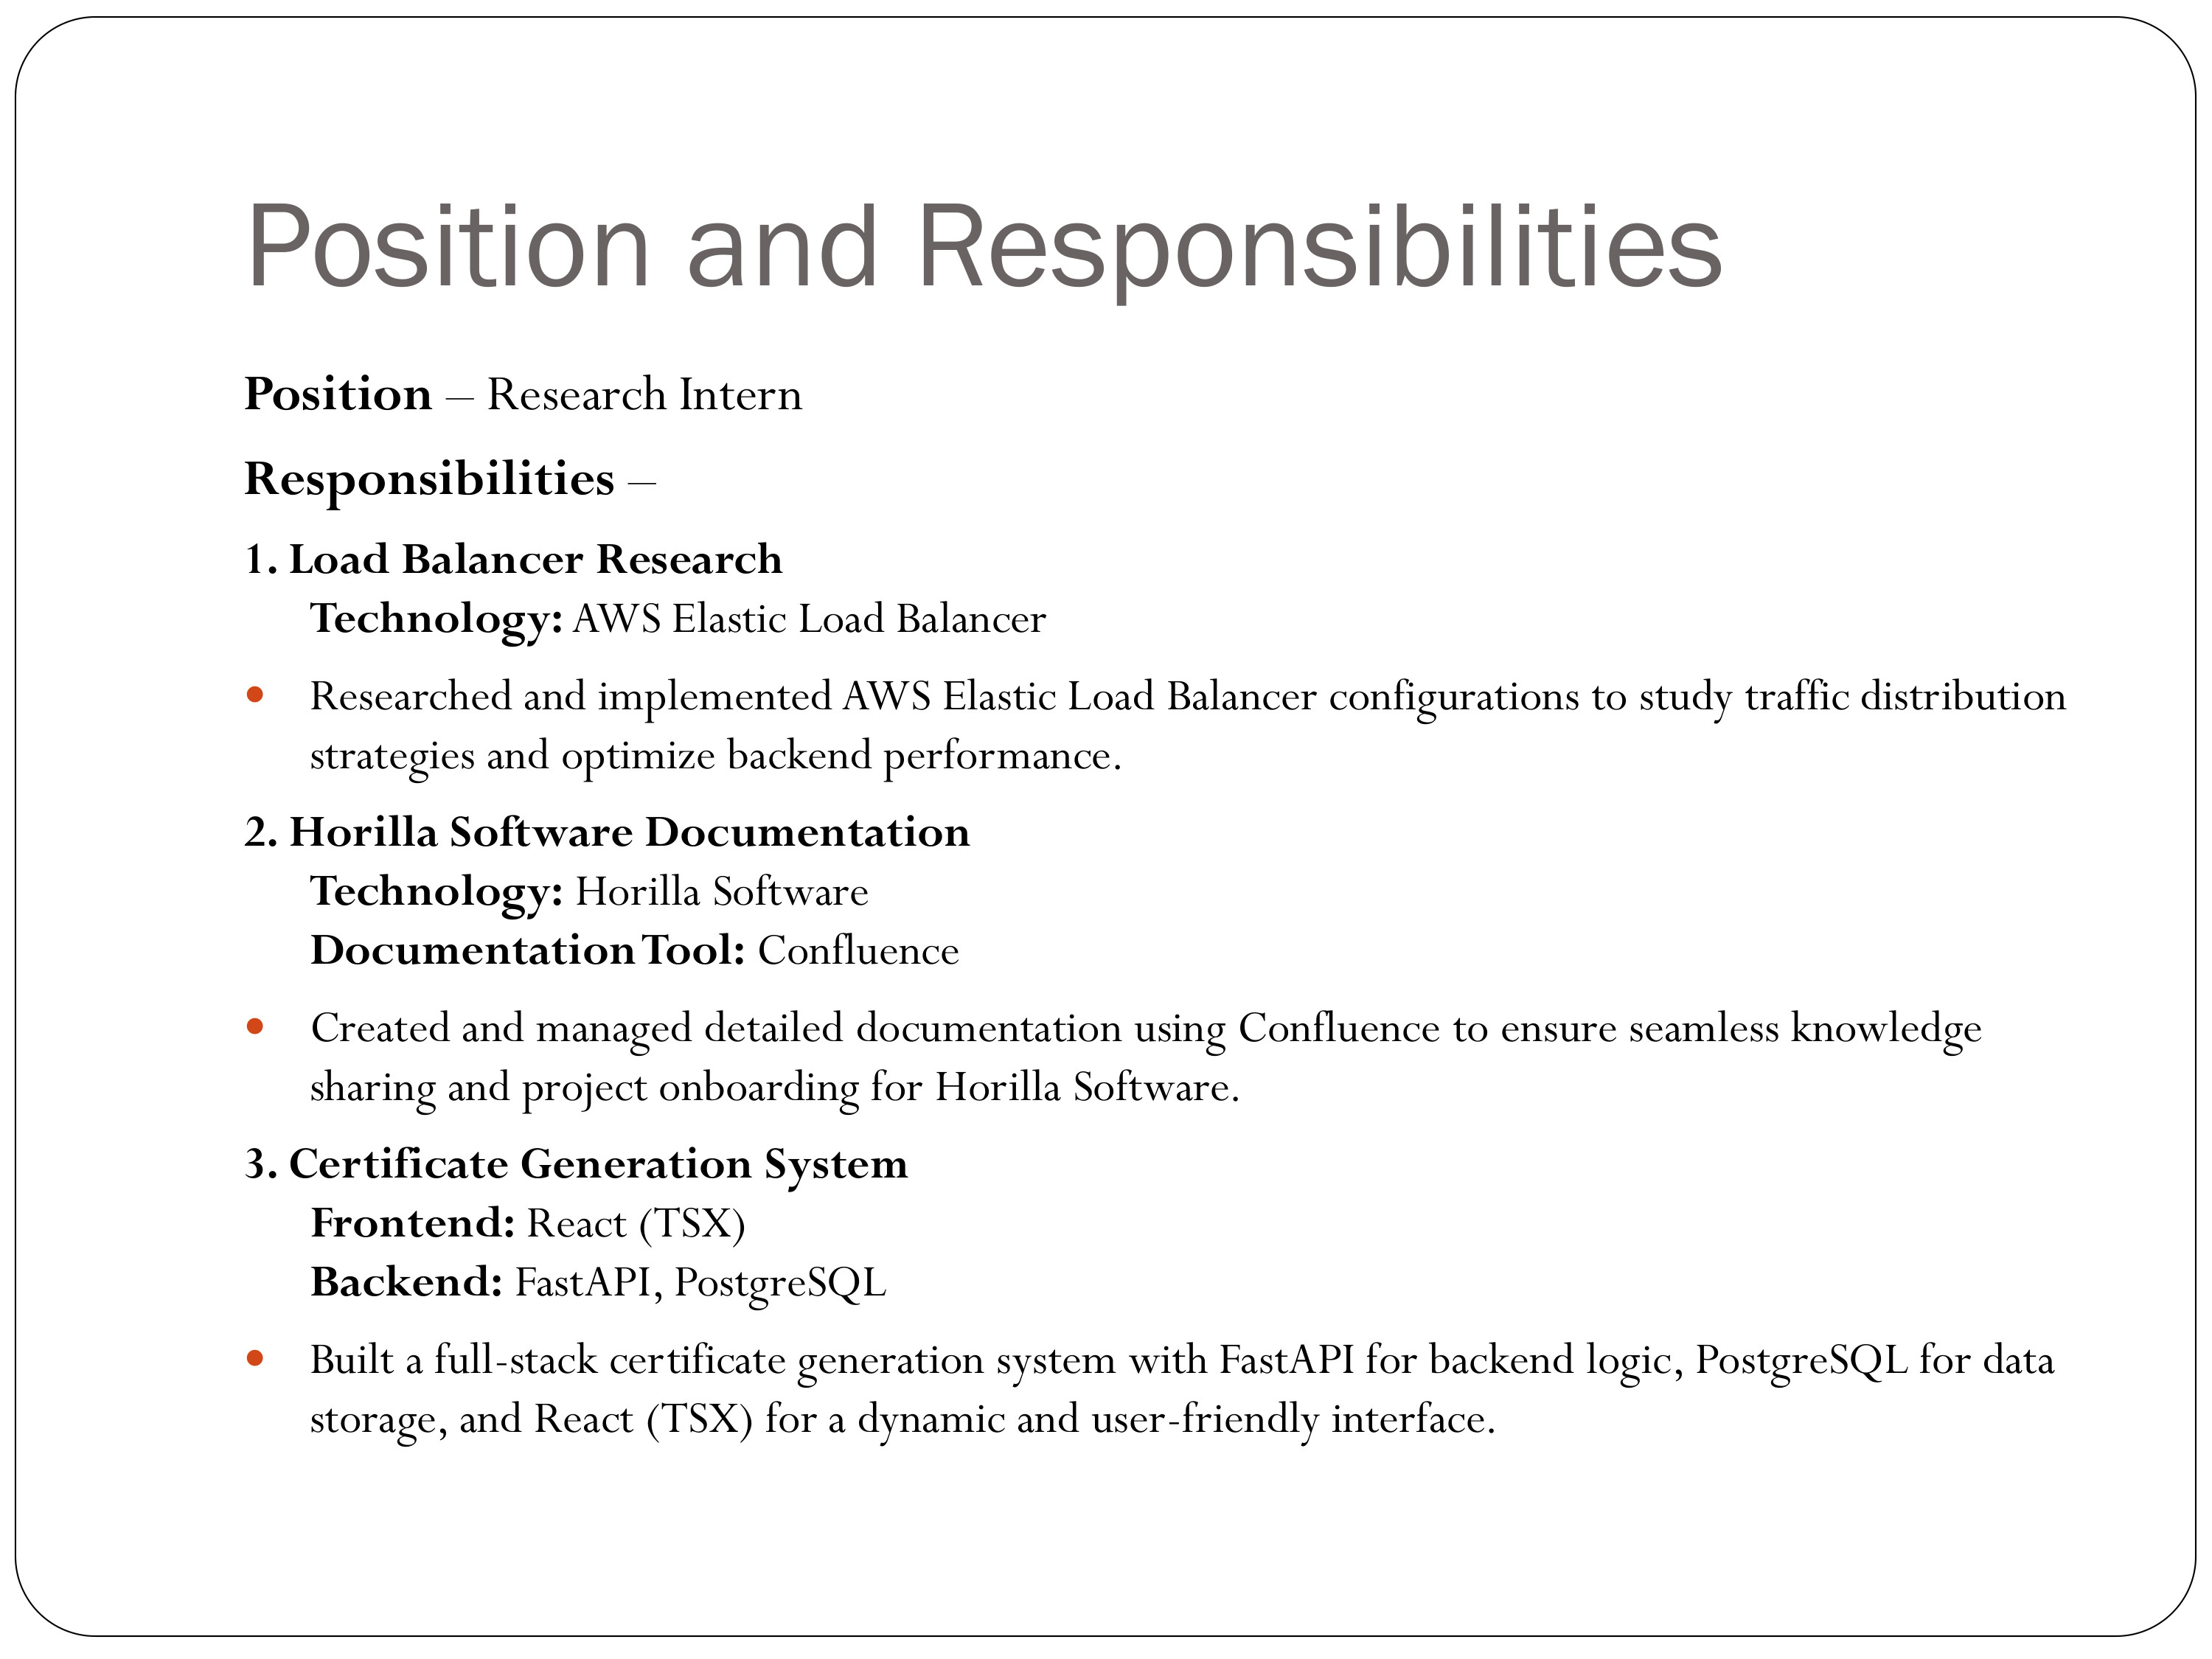 Position and Responsibilities
Position – Research Intern
Responsibilities –
1. Load Balancer Research
Technology: AWS Elastic Load Balancer
• Researched and implemented AWS Elastic Load Balancer configurations to study traffic distribution
strategies and optimize backend performance.
2. Horilla Software Documentation
Technology: Horilla Software
Documentation Tool: Confluence
• Created and managed detailed documentation using Confluence to ensure seamless knowledge
sharing and project onboarding for Horilla Software.
3. Certificate Generation System
Frontend: React (TSX)
Backend: FastAPI, PostgreSQL
• Built a full-stack certificate generation system with FastAPI for backend logic, PostgreSQL for data
storage, and React (TSX) for a dynamic and user-friendly interface.